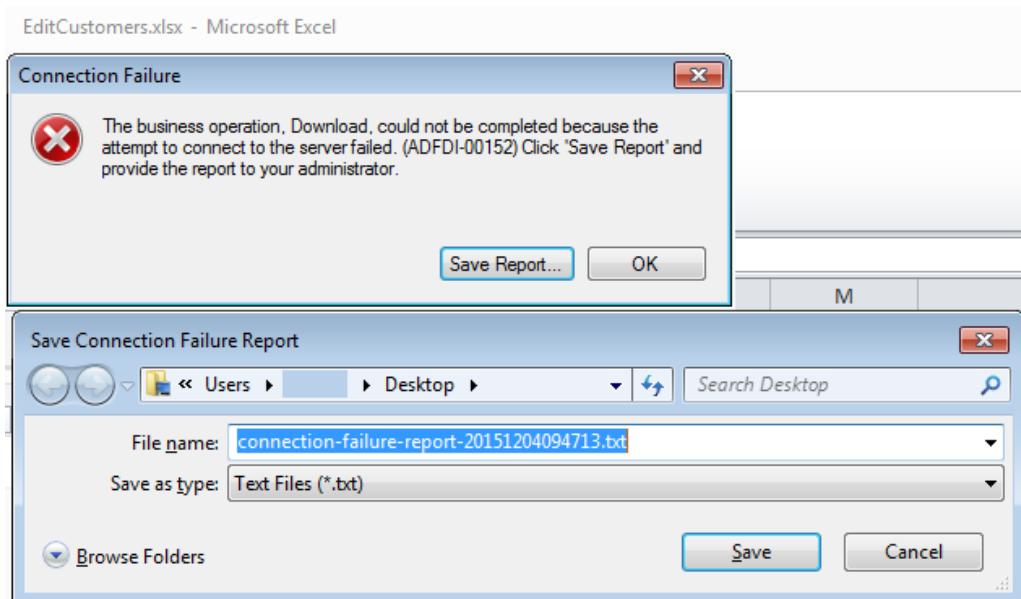 EditCustomers.xlsx - Microsoft Excel
Connection Failure
The business operation, Download, could not be completed because the
attempt to connect to the server failed. (ADFDI-00152) Click 'Save Report' and
provide the report to your administrator.
Save Report... OK
M
Save Connection Failure Report
« Users Desktop Search Desktop
File name: connection-failure-report-20151204094713.txt
Save as type: Text Files (*.txt)
Browse Folders Save Cancel